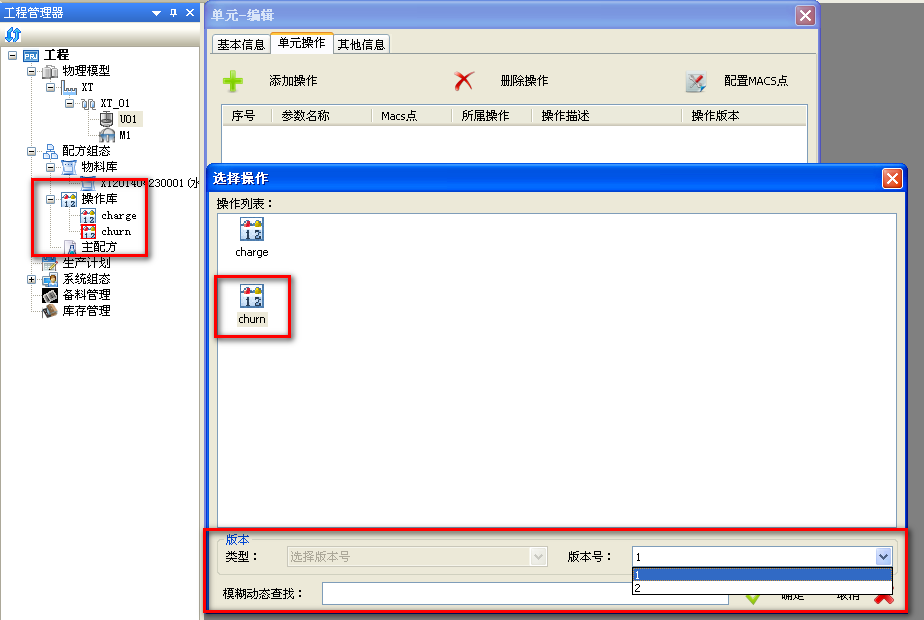 工程管理器
PRJ 工程
物理模型
XT
XT_01
U01
M1
配方组态
物料库
XT201404230001(水
操作库
charge
churn
主配方
生产计划
系统组态
备料管理
库存管理
单元-编辑
基本信息 单元操作 其他信息
添加操作 删除操作 配置MACS点
序号 参数名称 Macs点 所属操作 操作描述 操作版本
选择操作
操作列表：
charge
churn
版本
类型： 选择版本号 版本号： 1
1
2
模糊动态查找： 确定 取消